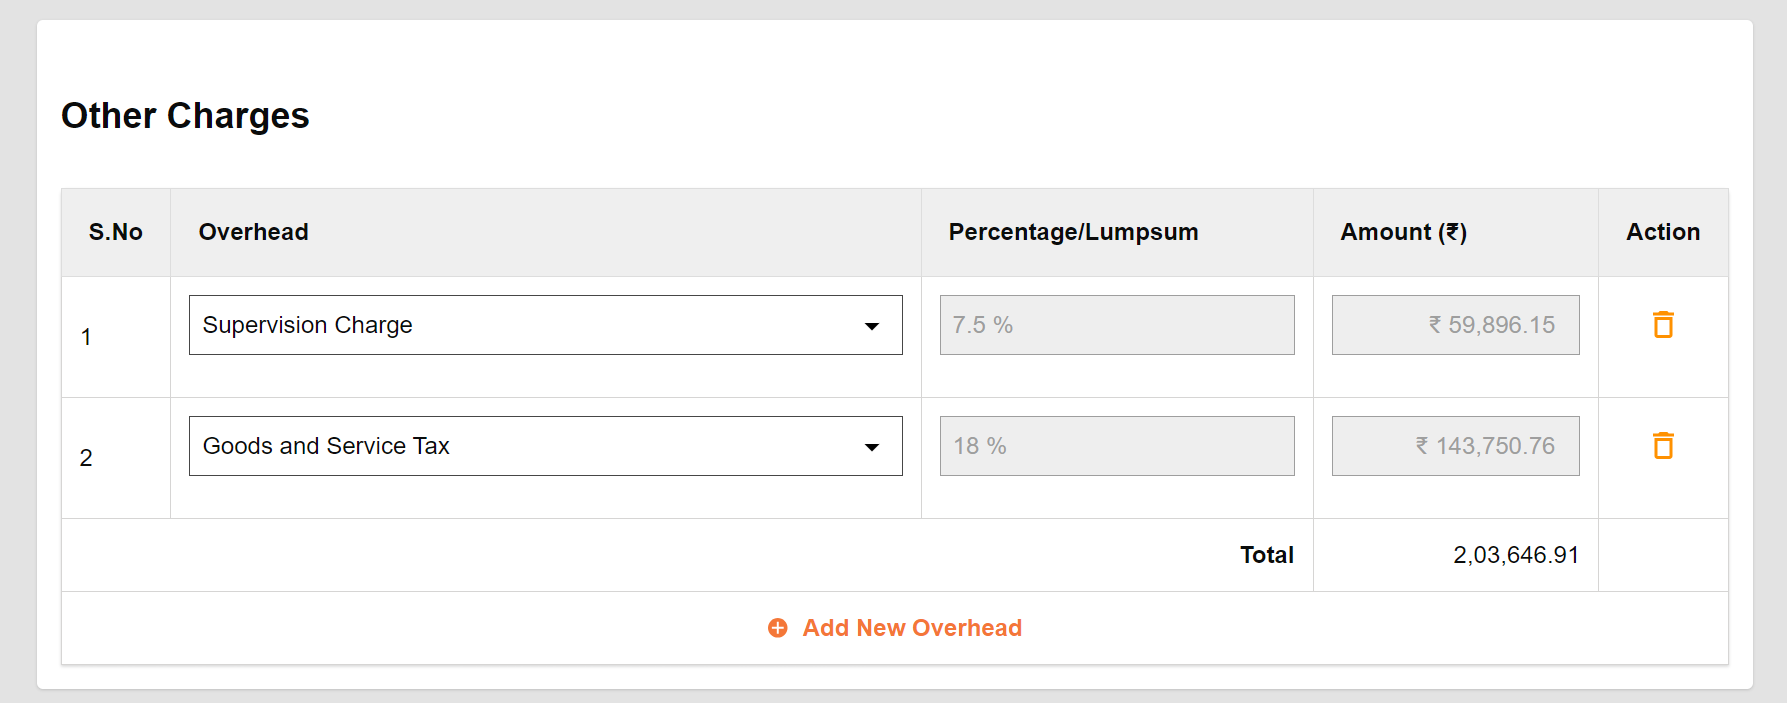 Other Charges
S.No Overhead Percentage/Lumpsum Amount (₹) Action
1 Supervision Charge 7.5 % ₹ 59,896.15
2 Goods and Service Tax 18 % ₹ 143,750.76
Total 2,03,646.91
Add New Overhead